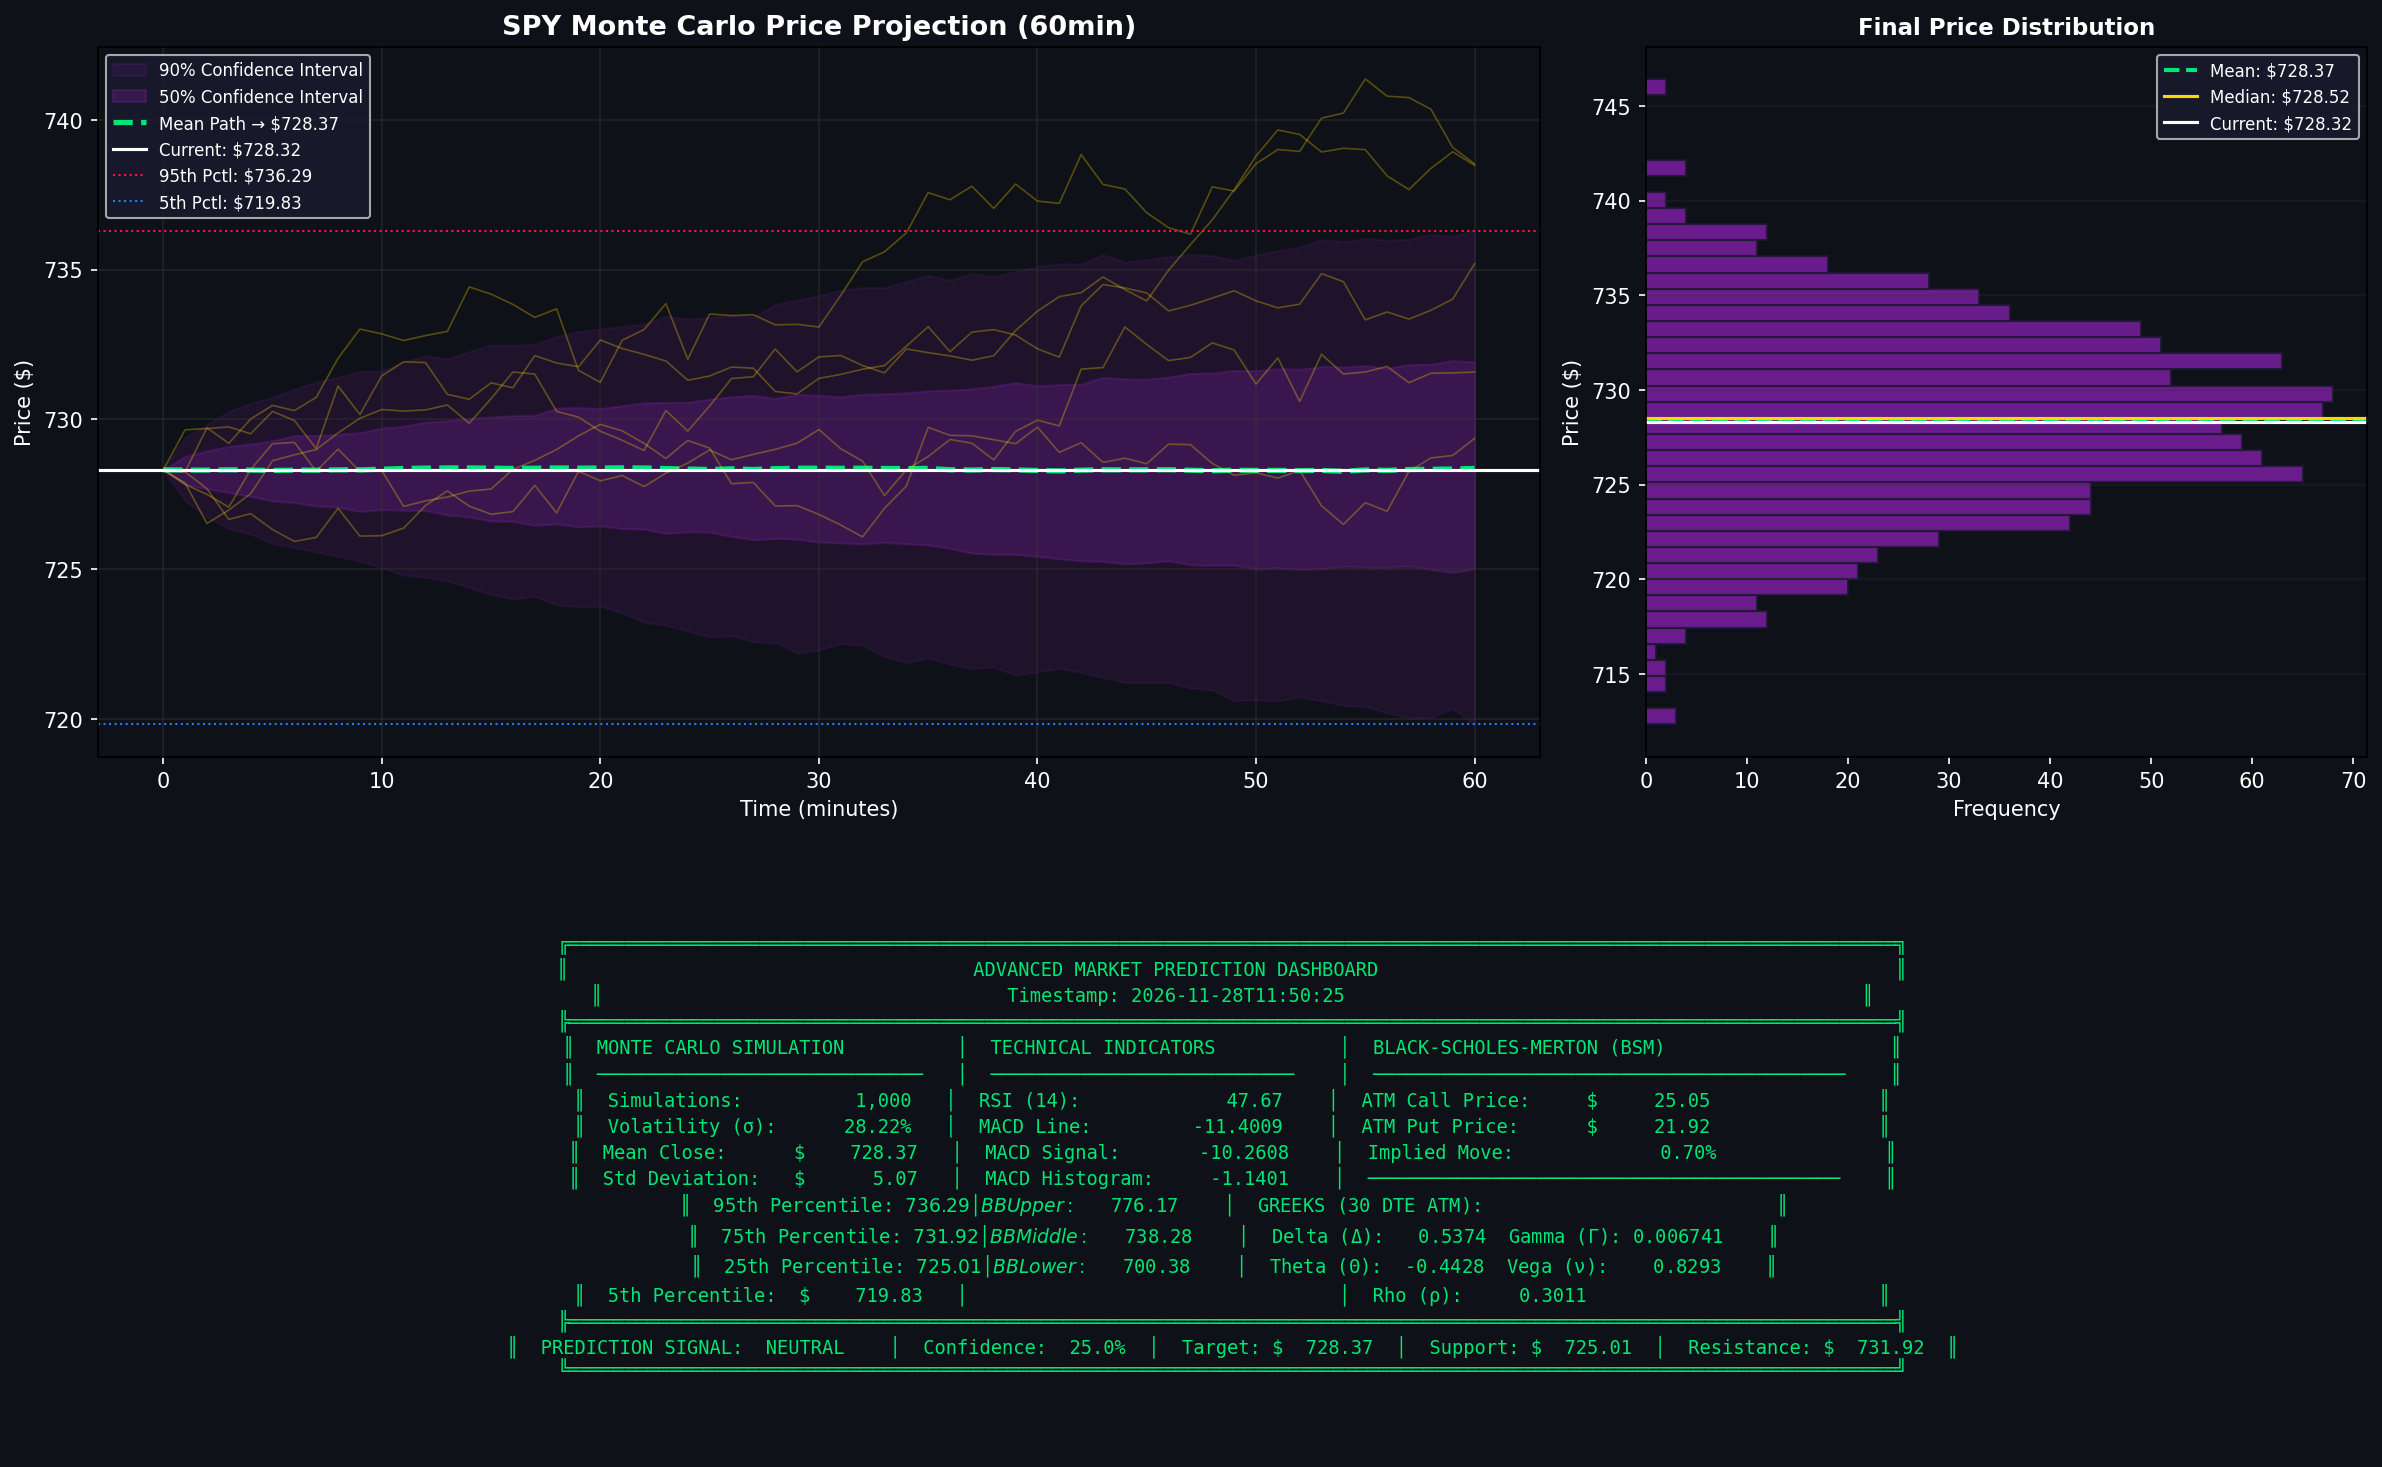 SPY Monte Carlo Price Projection (60min)
90% Confidence Interval
50% Confidence Interval
Mean Path → $728.37
Current: $728.32
95th Pctl: $736.29
5th Pctl: $719.83
Price ($)
740
735
730
725
720
0 10 20 30 40 50 60
Time (minutes)
Final Price Distribution
Mean: $728.37
Median: $728.52
Current: $728.32
Price ($)
745
740
735
730
725
720
715
0 10 20 30 40 50 60 70
Frequency
ADVANCED MARKET PREDICTION DASHBOARD
Timestamp: 2026-11-28T11:50:25
MONTE CARLO SIMULATION │ TECHNICAL INDICATORS │ BLACK-SCHOLES-MERTON (BSM)
Simulations: 1,000 │ RSI (14): 47.67 │ ATM Call Price: $ 25.05
Volatility (σ): 28.22% │ MACD Line: -11.4009 │ ATM Put Price: $ 21.92
Mean Close: $ 728.37 │ MACD Signal: -10.2608 │ Implied Move: 0.70%
Std Deviation: $ 5.07 │ MACD Histogram: -1.1401 │
95th Percentile: 736.29│BBUpper: 776.17 │ GREEKS (30 DTE ATM):
75th Percentile: 731.92│BBMiddle: 738.28 │ Delta (Δ): 0.5374 Gamma (Γ): 0.006741
25th Percentile: 725.01│BBLower: 700.38 │ Theta (Θ): -0.4428 Vega (ν): 0.8293
5th Percentile: $ 719.83 │ │ Rho (ρ): 0.3011
PREDICTION SIGNAL: NEUTRAL │ Confidence: 25.0% │ Target: $ 728.37 │ Support: $ 725.01 │ Resistance: $ 731.92